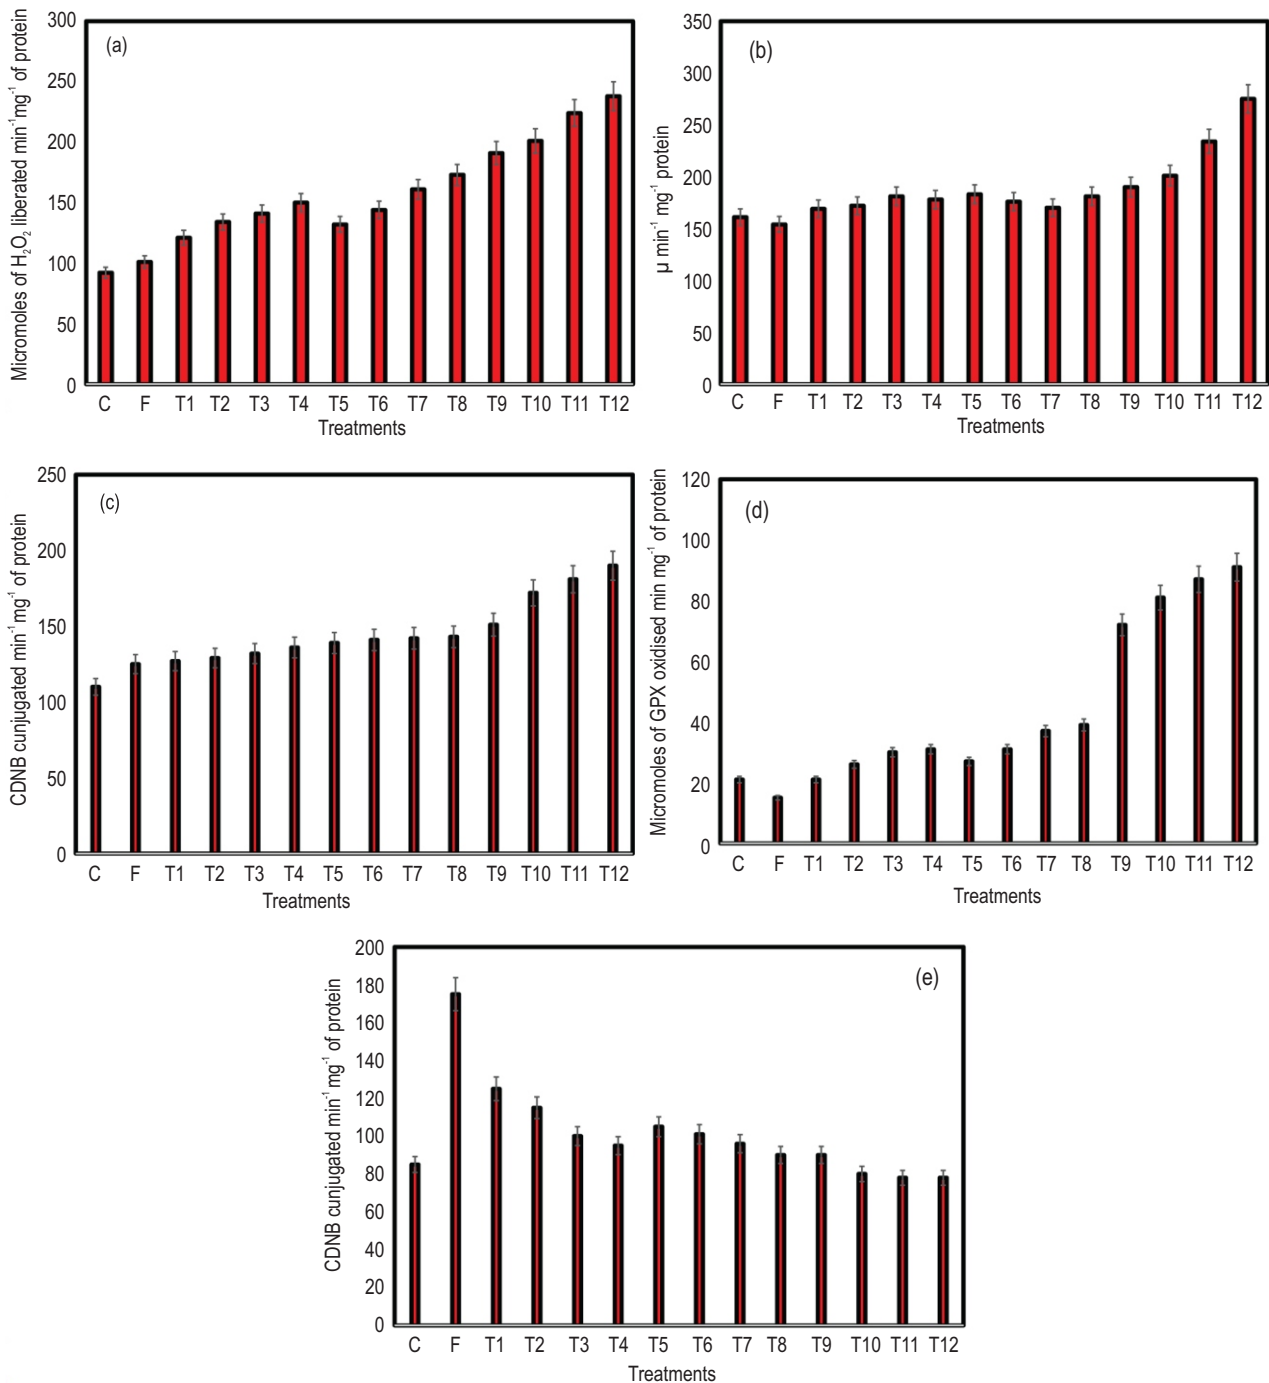 (a)
Micromoles of H₂O₂ liberated min⁻¹mg⁻¹ of protein
300
250
200
150
100
50
0
C F T1 T2 T3 T4 T5 T6 T7 T8 T9 T10 T11 T12
Treatments
(b)
µ min⁻¹ mg⁻¹ protein
350
300
250
200
150
100
50
0
C F T1 T2 T3 T4 T5 T6 T7 T8 T9 T10 T11 T12
Treatments
(c)
CDNB cunjugated min⁻¹ mg⁻¹ of protein
250
200
150
100
50
0
C F T1 T2 T3 T4 T5 T6 T7 T8 T9 T10 T11 T12
Treatments
(d)
Micromoles of GPX oxidised min mg⁻¹ of protein
120
100
80
60
40
20
0
C F T1 T2 T3 T4 T5 T6 T7 T8 T9 T10 T11 T12
Treatments
(e)
CDNB cunjugated min⁻¹ mg⁻¹ of protein
200
180
160
140
120
100
80
60
40
20
0
C F T1 T2 T3 T4 T5 T6 T7 T8 T9 T10 T11 T12
Treatments